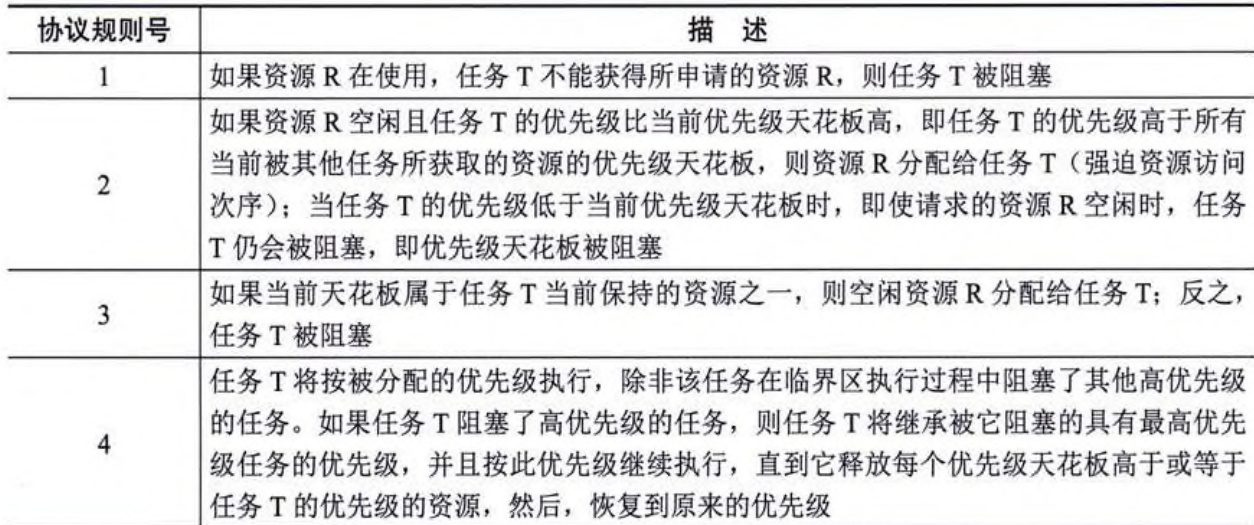 协议规则号 描 述
1 如果资源 R 在使用，任务 T 不能获得所申请的资源 R，则任务 T 被阻塞
如果资源 R 空闲且任务 T 的优先级比当前优先级天花板高，即任务 T 的优先级高于所有
当前被其他任务所获取的资源的优先级天花板，则资源 R 分配给任务 T（强迫资源访问
2
次序）；当任务 T 的优先级低于当前优先级天花板时，即使请求的资源 R 空闲时，任务
T 仍会被阻塞，即优先级天花板被阻塞
如果当前天花板属于任务 T 当前保持的资源之一，则空闲资源 R 分配给任务 T；反之，
3
任务 T 被阻塞
任务 T 将按被分配的优先级执行，除非该任务在临界区执行过程中阻塞了其他高优先级
的任务。如果任务 T 阻塞了高优先级的任务，则任务 T 将继承被它阻塞的具有最高优先
4
级任务的优先级，并且按此优先级继续执行，直到它释放每个优先级天花板高于或等于
任务 T 的优先级的资源，然后，恢复到原来的优先级